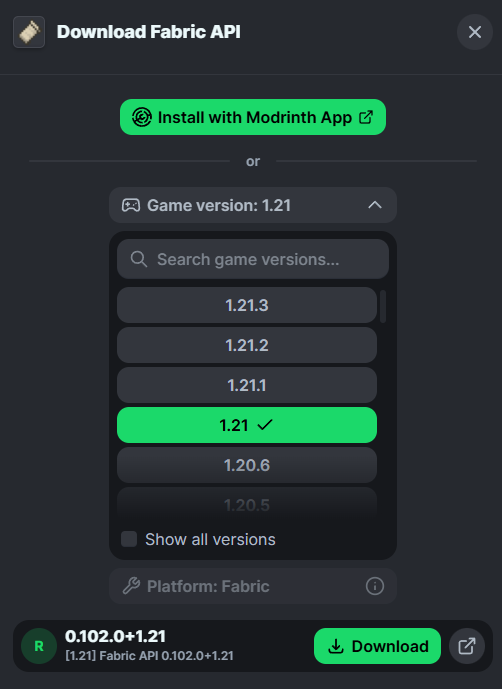 Download Fabric API
Install with Modrinth App
or
Game version: 1.21
Search game versions...
1.21.3
1.21.2
1.21.1
1.21
1.20.6
1.20.5
Show all versions
Platform: Fabric
R
0.102.0+1.21
Download
[1.21] Fabric API 0.102.0+1.21